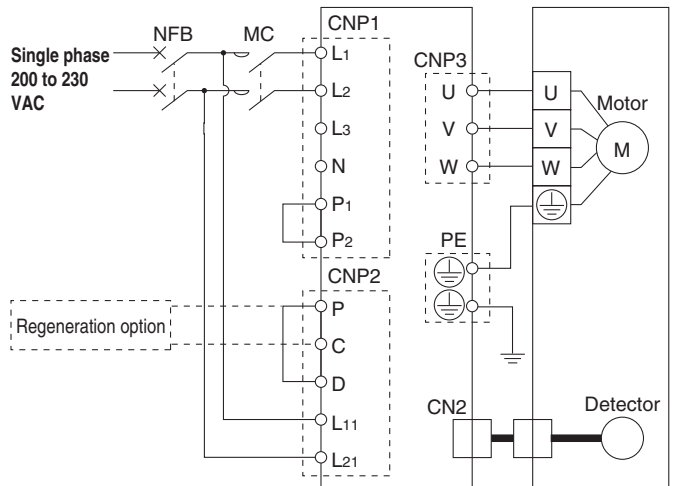 NFB
MC
CNP1
Single phase
200 to 230
VAC
L1
L2
L3
N
P1
P2
CNP2
P
C
D
L11
L21
Regeneration option
CNP3
U
V
W
PE
CN2
U
V
W
Motor
M
Detector